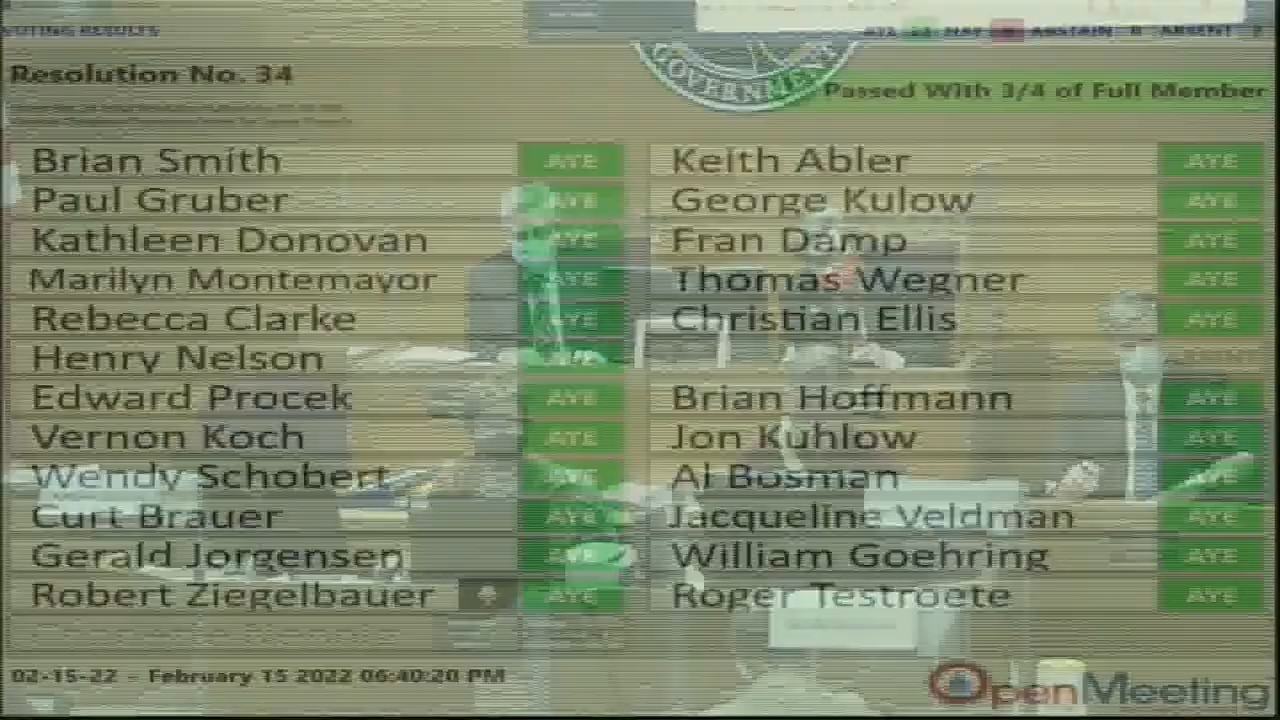 VOTING RESULTS
AYE NAY ABSTAIN 0 ABSENT 2
GOVERNMENT
Resolution No. 34
Passed With 3/4 of Full Member
Brian Smith AYE
Paul Gruber AYE
Kathleen Donovan AYE
Marilyn Montemayor AYE
Rebecca Clarke AYE
Henry Nelson AYE
Edward Procek AYE
Vernon Koch AYE
Wendy Schobert AYE
Curt Brauer AYE
Gerald Jorgensen AYE
Robert Ziegelbauer AYE
Keith Abler AYE
George Kulow AYE
Fran Damp AYE
Thomas Wegner AYE
Christian Ellis AYE
Brian Hoffmann AYE
Jon Kuhlow AYE
Al Bosman AYE
Jacqueline Veldman AYE
William Goehring AYE
Roger Testroete AYE
02-15-22 - February 15 2022 06:40:20 PM
OpenMeeting